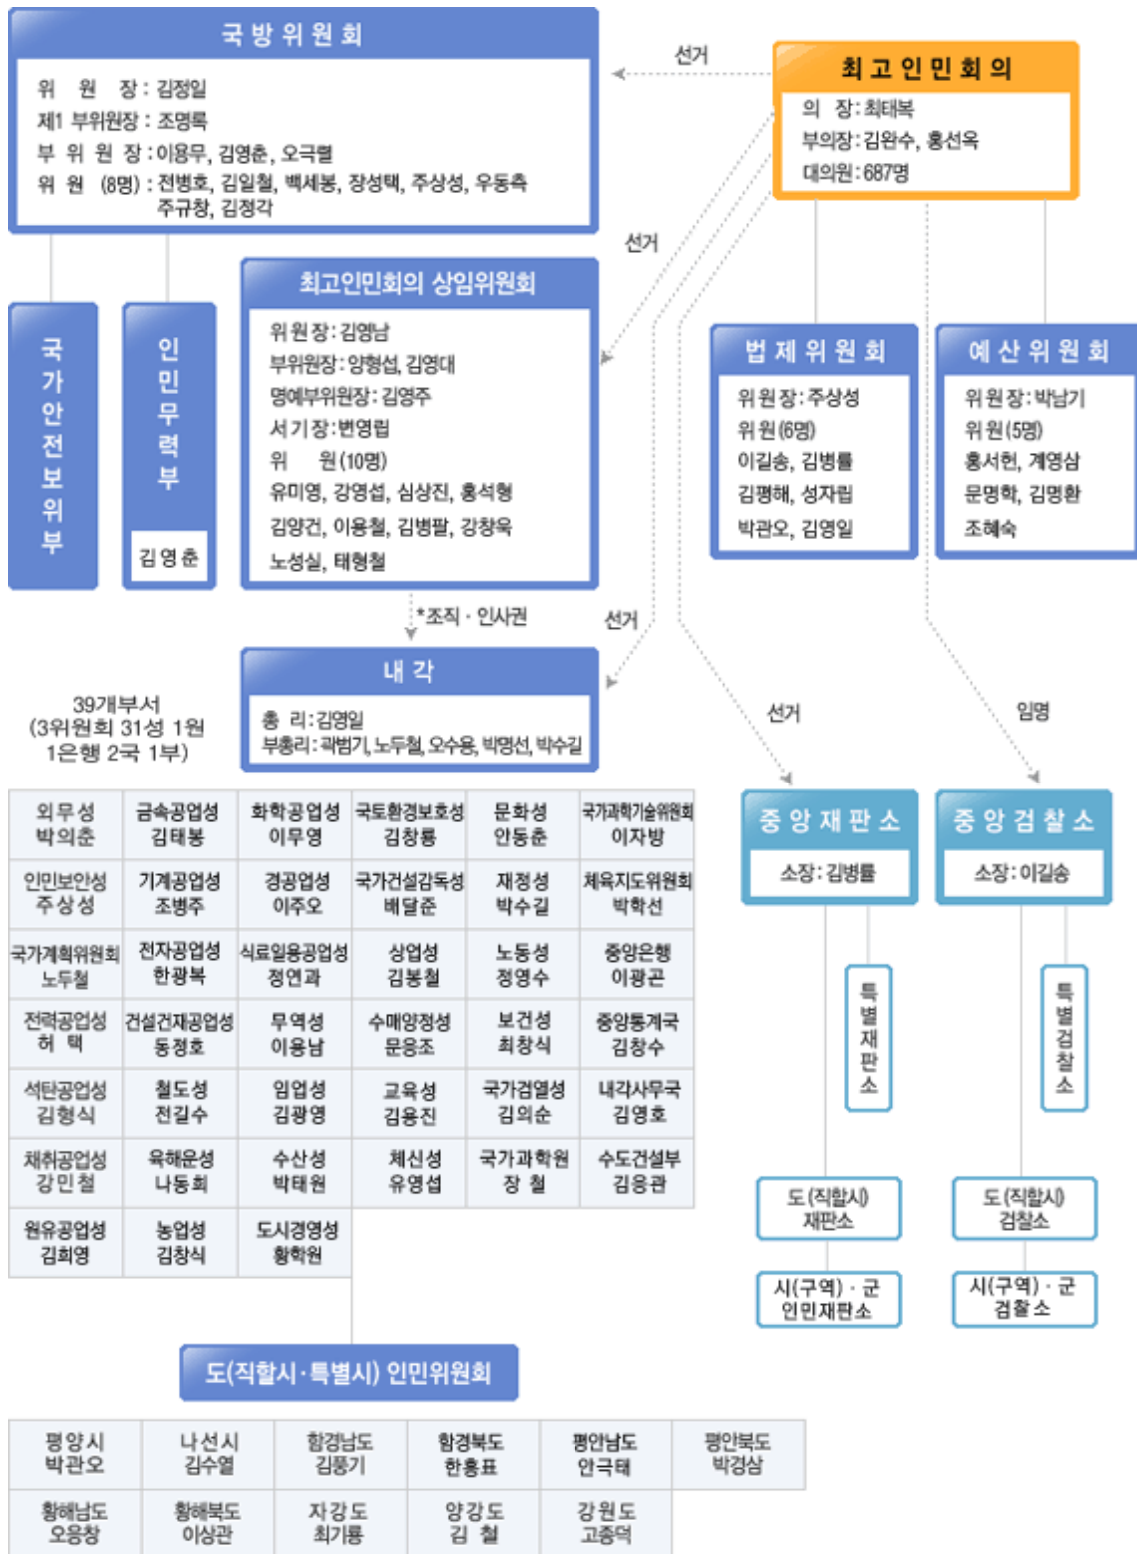 국방위원회
위 원 장 : 김정일
제1 부위원장 : 조명록
부 위 원 장 : 이용무, 김영춘, 오극렬
위 원 (8명) : 전병호, 김일철, 백세봉, 장성택, 주상성, 우동측
주규창, 김정각
선거
최고인민회의
의 장 : 최태복
부의장 : 김완수, 홍선옥
대의원 : 687명
선거
국가안전보위부
인민무력부
김영춘
최고인민회의 상임위원회
위원장 : 김영남
부위원장 : 양형섭, 김영대
명예부위원장 : 김영주
서기장 : 변영립
위 원(10명)
유미영, 강영섭, 심상진, 홍석형
김양건, 이용철, 김병팔, 강창욱
노성실, 태형철
법제위원회
위원장 : 주상성
위원(6명)
이길송, 김병률
김평해, 성자립
박관오, 김영일
예산위원회
위원장 : 박남기
위원(5명)
홍서헌, 계영삼
문명학, 김명환
조혜숙
*조직 · 인사권
선거
내각
총 리 : 김영일
부총리 : 곽범기, 노두철, 오수용, 박명선, 박수길
39개부서
(3위원회 31성 1원
1은행 2국 1부)
선거
임명
중앙재판소
소장 : 김병률
중앙검찰소
소장 : 이길송
특별재판소
특별검찰소
도(직할시)
재판소
도(직할시)
검찰소
시(구역) · 군
인민재판소
시(구역) · 군
검찰소
외무성 금속공업성 화학공업성 국토환경보호성 문화성 국가과학기술위원회
박의춘 김태봉 이무영 김창룡 안동춘 이자방
인민보안성 기계공업성 경공업성 국가건설감독성 재정성 체육지도위원회
주상성 조병주 이주오 배달준 박수길 박학선
국가계획위원회 전자공업성 식료일용공업성 상업성 노동성 중앙은행
노두철 한광복 정연과 김봉철 정영수 이광곤
전력공업성 건설건재공업성 무역성 수매양정성 보건성 중앙통계국
허 택 동정호 이용남 문응조 최창식 김창수
석탄공업성 철도성 임업성 교육성 국가검열성 내각사무국
김형식 전길수 김광영 김용진 김의순 김영호
채취공업성 육해운성 수산성 체신성 국가과학원 수도건설부
강민철 나동희 박태원 유영섭 장 철 김응관
원유공업성 농업성 도시경영성
김희영 김창식 황학원
도(직할시·특별시) 인민위원회
평양시 나선시 함경남도 함경북도 평안남도 평안북도
박관오 김수열 김풍기 한흥표 안극태 박경삼
황해남도 황해북도 자강도 양강도 강원도
오응창 이상관 최기룡 김 철 고종덕